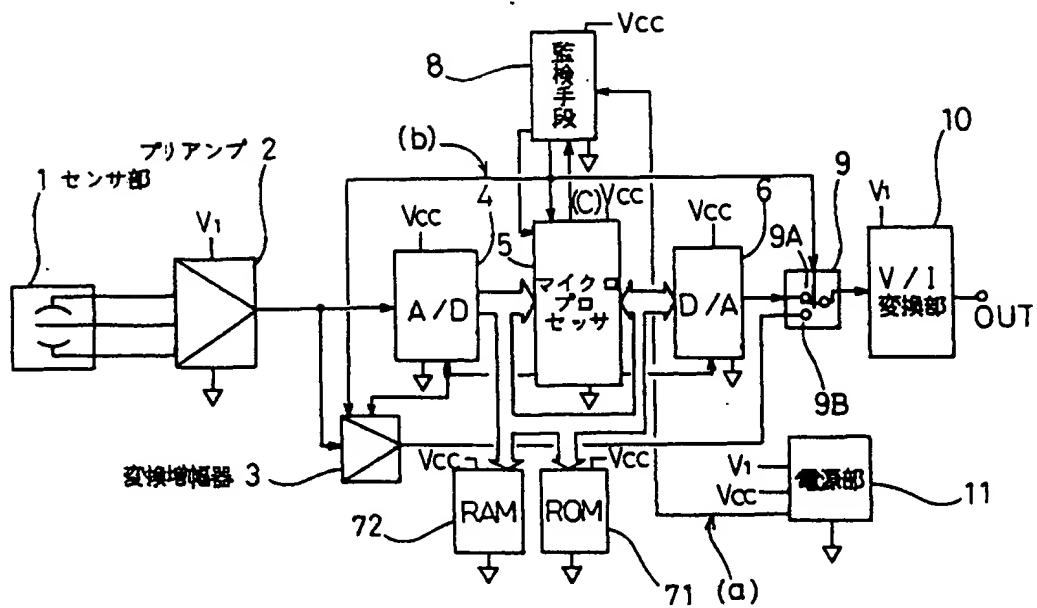 Vcc
8
監検手段
10
プリアンプ 2
(b)
1 センサ部
4
(C)
Vcc
6
9
V1
V1
Vcc
5
Vcc
9A
A/D
マイクロ
プロ
セッサ
D/A
V/I
変換部
OUT
9B
変換増幅器 3
Vcc
Vcc
V1
Vcc
電源部
11
RAM
ROM
72
71
(a)